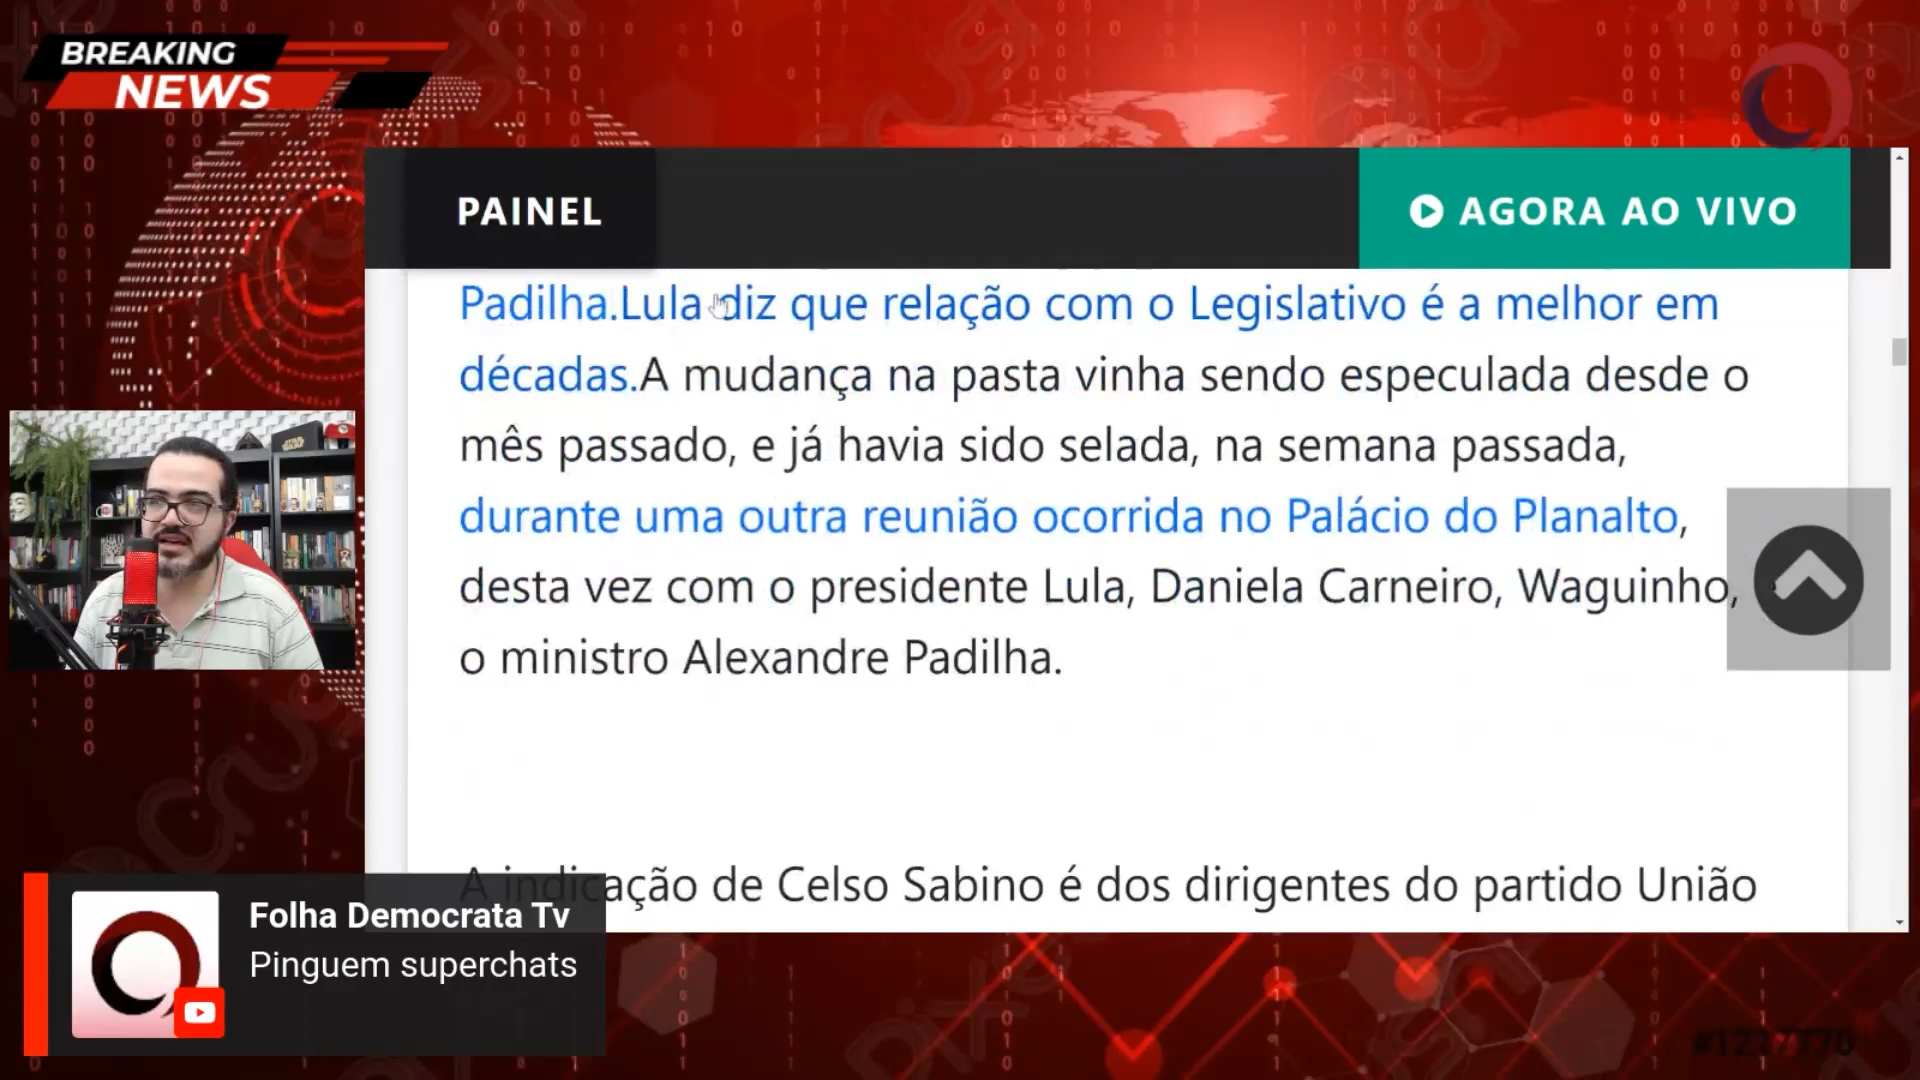 BREAKING
NEWS
PAINEL
AGORA AO VIVO
Padilha.Lula diz que relação com o Legislativo é a melhor em
décadas.A mudança na pasta vinha sendo especulada desde o
mês passado, e já havia sido selada, na semana passada,
durante uma outra reunião ocorrida no Palácio do Planalto,
desta vez com o presidente Lula, Daniela Carneiro, Waguinho,
o ministro Alexandre Padilha.
A indicação de Celso Sabino é dos dirigentes do partido União
Folha Democrata Tv
Pinguem superchats